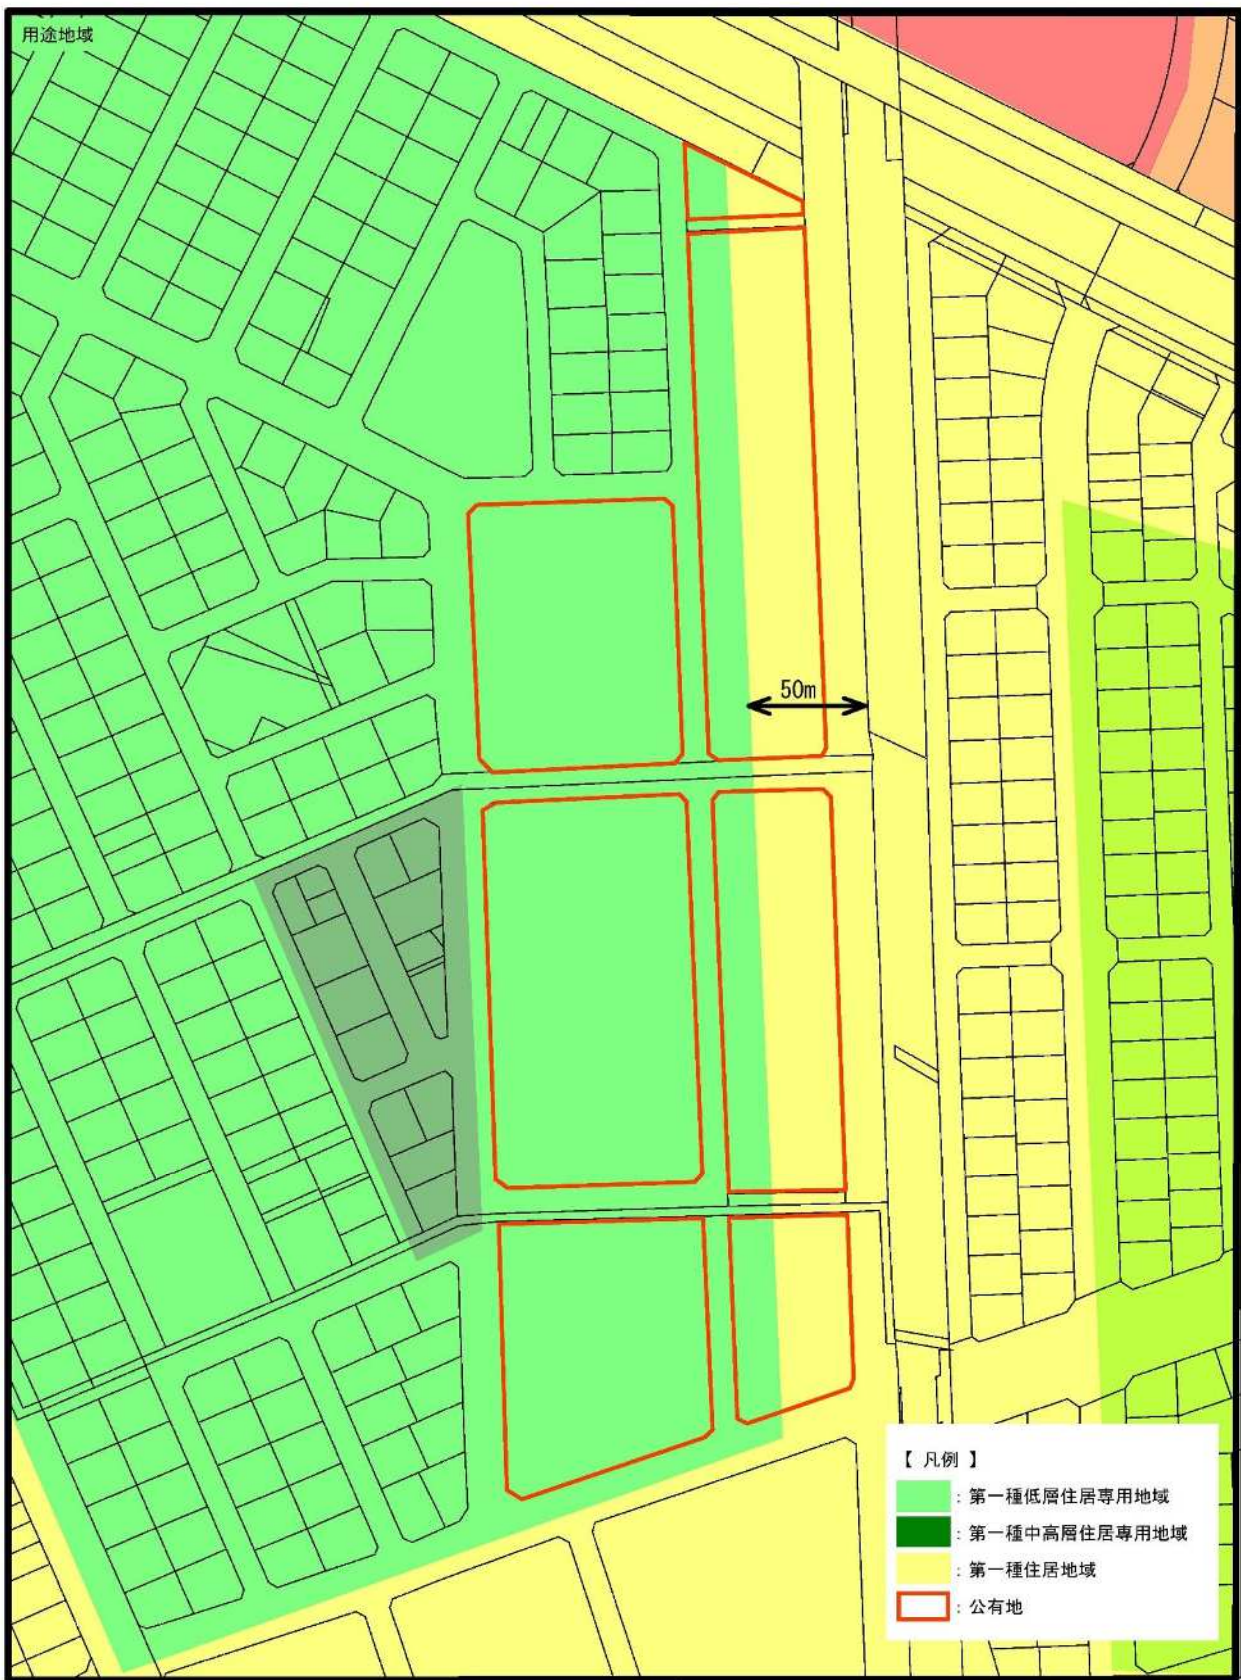 用途地域
50m
【 凡例 】
: 第一種低層住居専用地域
: 第一種中高層住居専用地域
: 第一種住居地域
: 公有地